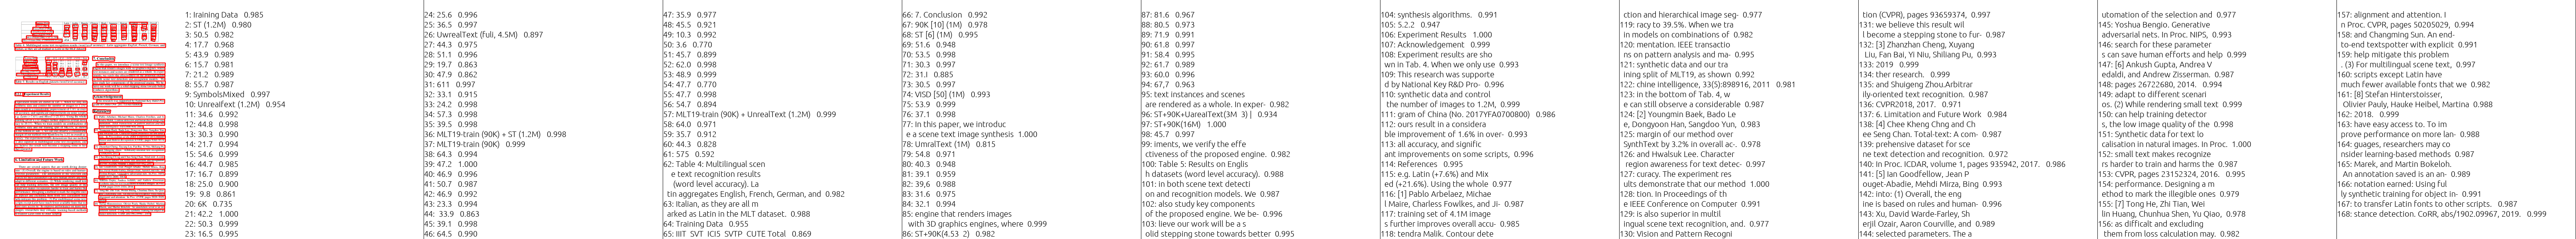 1: Iraining Data 0.985
2: ST (1.2M) 0.980
3: 50.5 0.982
4: 17.7 0.968
5: 43.9 0.989
6: 15.7 0.981
7: 21.2 0.989
8: 55.7 0.987
9: SymbolsMixed 0.997
10: Unrealfext (1.2M) 0.954
11: 34.6 0.992
12: 44.8 0.998
13: 30.3 0.990
14: 21.7 0.994
15: 54.6 0.999
16: 44.7 0.985
17: 16.7 0.899
18: 25.0 0.900
19: 9.8 0.861
20: 6K 0.735
21: 42.2 1.000
22: 50.3 0.999
23: 16.5 0.995
24: 25.6 0.996
25: 36.5 0.997
26: UwrealText (fuli, 4.5M) 0.897
27: 44.3 0.975
28: 51.1 0.996
29: 19.7 0.863
30: 47.9 0.862
31: 611 0.997
32: 33.1 0.915
33: 24.2 0.998
34: 57.3 0.998
35: 39.5 0.998
36: MLT19-train (90K) + ST (1.2M) 0.998
37: MLT19-train (90K) 0.999
38: 64.3 0.994
39: 47.2 1.000
40: 46.9 0.996
41: 50.7 0.987
42: 46.9 0.992
43: 23.3 0.994
44: 33.9 0.863
45: 39.1 0.998
46: 64.5 0.990
47: 35.9 0.977
48: 45.5 0.921
49: 10.3 0.992
50: 3.6 0.770
51: 45.7 0.899
52: 62.0 0.998
53: 48.9 0.999
54: 47.7 0.770
55: 47.7 0.998
56: 54.7 0.894
57: MLT19-train (90K) + UnrealText (1.2M) 0.999
58: 64.0 0.971
59: 35.7 0.912
60: 44.3 0.828
61: 575 0.592
62: Table 4: Multilingual scen
e text recognition results
(word level accuracy). La
tin aggregates English, French, German, and 0.982
63: Italian, as they are all m
arked as Latin in the MLT dataset. 0.988
64: Training Data 0.955
65: IIIT SVT ICI5 SVTP CUTE Total 0.869
66: 7. Conclusion 0.992
67: 90K [10] (1M) 0.978
68: ST [6] (1M) 0.995
69: 51.6 0.948
70: 53.5 0.998
71: 30.3 0.997
72: 31.J 0.885
73: 30.5 0.997
74: VISD [50] (1M) 0.993
75: 53.9 0.999
76: 37.1 0.998
77: In this paper, we introduc
e a scene text image synthesis 1.000
78: UmralText (1M) 0.815
79: 54.8 0.971
80: 40.3 0.948
81: 39.1 0.959
82: 39,6 0.988
83: 31.6 0.975
84: 32.1 0.994
85: engine that renders images
with 3D graphics engines, where 0.999
86: ST+90K(4.53 2) 0.982
87: 81.6 0.967
88: 80.5 0.973
89: 71.9 0.991
90: 61.8 0.997
91: 58.4 0.995
92: 61.7 0.989
93: 60.0 0.996
94: 67,7 0.963
95: text instances and scenes
are rendered as a whole. In exper- 0.982
96: ST+90K+UareaiText(3M 3) | 0.934
97: ST+90K(16M) 1.000
98: 45.7 0.997
99: iments, we verify the effe
ctiveness of the proposed engine. 0.982
100: Table 5: Results on Englis
h datasets (word level accuracy). 0.988
101: in both scene text detecti
on and recognition models. We 0.987
102: also study key components
of the proposed engine. We be- 0.996
103: lieve our work will be a s
olid stepping stone towards better 0.995
104: synthesis algorithms. 0.991
105: 5.2.2 0.947
106: Experiment Results 1.000
107: Acknowledgement 0.999
108: Experiment results are sho
wn in Tab. 4. When we only use 0.993
109: This research was supporte
d by National Key R&D Pro- 0.996
110: synthetic data and control
the number of images to 1.2M, 0.999
111: gram of China (No. 2017YFA0700800) 0.986
112: ours result in a considera
ble improvement of 1.6% in over- 0.993
113: all accuracy, and signific
ant improvements on some scripts, 0.996
114: References 0.995
115: e.g. Latin (+7.6%) and Mix
ed (+21.6%). Using the whole 0.977
116: [1] Pablo Arbelaez, Michae
l Maire, Charless Fowlkes, and Ji- 0.987
117: training set of 4.1M image
s further improves overall accu- 0.985
118: tendra Malik. Contour dete
ction and hierarchical image seg- 0.977
119: racy to 39.5%. When we tra
in models on combinations of 0.982
120: mentation. IEEE transactio
ns on pattern analysis and ma- 0.995
121: synthetic data and our tra
ining split of MLT19, as shown 0.992
122: chine intelligence, 33(5):898916, 2011 0.981
123: in the bottom of Tab. 4, w
e can still observe a considerable 0.987
124: [2] Youngmin Baek, Bado Le
e, Dongyoon Han, Sangdoo Yun, 0.983
125: margin of our method over
SynthText by 3.2% in overall ac-. 0.978
126: and Hwalsuk Lee. Character
region awareness for text detec- 0.997
127: curacy. The experiment res
ults demonstrate that our method 1.000
128: tion. In Proceedings of th
e IEEE Conference on Computer 0.991
129: is also superior in multil
ingual scene text recognition, and. 0.977
130: Vision and Pattern Recogni
tion (CVPR), pages 93659374, 0.997
131: we believe this result wil
l become a stepping stone to fur- 0.987
132: [3] Zhanzhan Cheng, Xuyang
Liu, Fan Bai, Yi Niu, Shiliang Pu, 0.993
133: 2019 0.999
134: ther research. 0.999
135: and Shuigeng Zhou.Arbitrar
ily-oriented text recognition. 0.987
136: CVPR2018, 2017. 0.971
137: 6. Limitation and Future Work 0.984
138: [4] Chee Kheng Chng and Ch
ee Seng Chan. Total-text: A com- 0.987
139: prehensive dataset for sce
ne text detection and recognition. 0.972
140: In Proc. ICDAR, volume 1, pages 935942, 2017. 0.986
141: [5] Ian Goodfellow, Jean P
ouget-Abadie, Mehdi Mirza, Bing 0.993
142: into: (1) Overall, the eng
ine is based on rules and human- 0.996
143: Xu, David Warde-Farley, Sh
erjil Ozair, Aaron Courville, and 0.989
144: selected parameters. The a
utomation of the selection and 0.977
145: Yoshua Bengio. Generative
adversarial nets. In Proc. NIPS, 0.993
146: search for these parameter
s can save human efforts and help 0.999
147: [6] Ankush Gupta, Andrea V
edaldi, and Andrew Zisserman. 0.987
148: pages 26722680, 2014. 0.994
149: adapt to different scenari
os. (2) While rendering small text 0.999
150: can help training detector
s, the low image quality of the 0.998
151: Synthetic data for text lo
calisation in natural images. In Proc. 1.000
152: small text makes recognize
rs harder to train and harms the 0.987
153: CVPR, pages 23152324, 2016. 0.995
154: performance. Designing a m
ethod to mark the illegible ones 0.979
155: [7] Tong He, Zhi Tian, Wei
lin Huang, Chunhua Shen, Yu Qiao, 0.978
156: as difficult and excluding
them from loss calculation may. 0.982
157: alignment and attention. I
n Proc. CVPR, pages 50205029, 0.994
158: and Changming Sun. An end-
to-end textspotter with explicit 0.991
159: help mitigate this problem
. (3) For multilingual scene text, 0.997
160: scripts except Latin have
much fewer available fonts that we 0.982
161: [8] Stefan Hinterstoisser,
Olivier Pauly, Hauke Heibel, Martina 0.988
162: 2018. 0.999
163: have easy access to. To im
prove performance on more lan- 0.988
164: guages, researchers may co
nsider learning-based methods 0.987
165: Marek, and Martin Bokeloh.
An annotation saved is an an- 0.989
166: notation earned: Using ful
ly synthetic training for object in- 0.991
167: to transfer Latin fonts to other scripts. 0.987
168: stance detection. CoRR, abs/1902.09967, 2019. 0.999